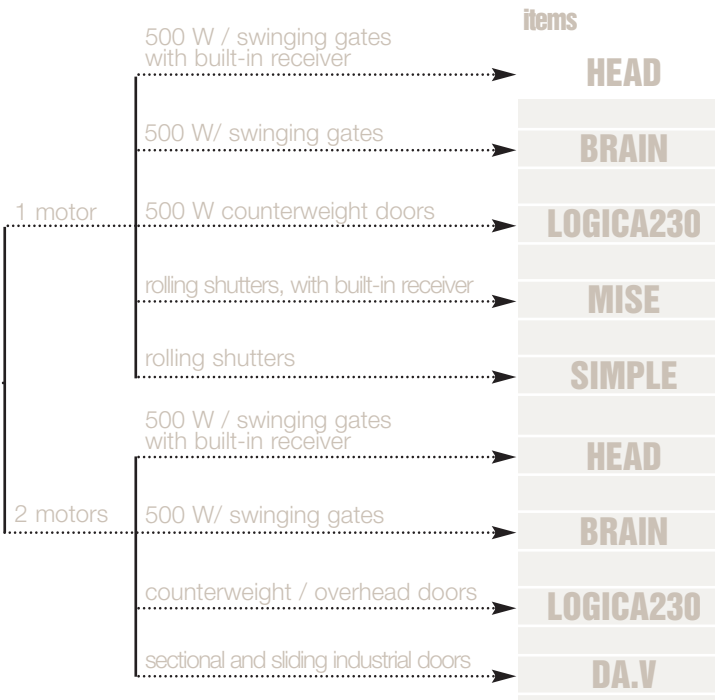 items
500 W / swinging gates
with built-in receiver
HEAD
500 W/ swinging gates
BRAIN
1 motor
500 W counterweight doors
LOGICA230
rolling shutters, with built-in receiver
MISE
rolling shutters
SIMPLE
500 W / swinging gates
with built-in receiver
HEAD
2 motors
500 W/ swinging gates
BRAIN
counterweight / overhead doors
LOGICA230
sectional and sliding industrial doors
DA.V